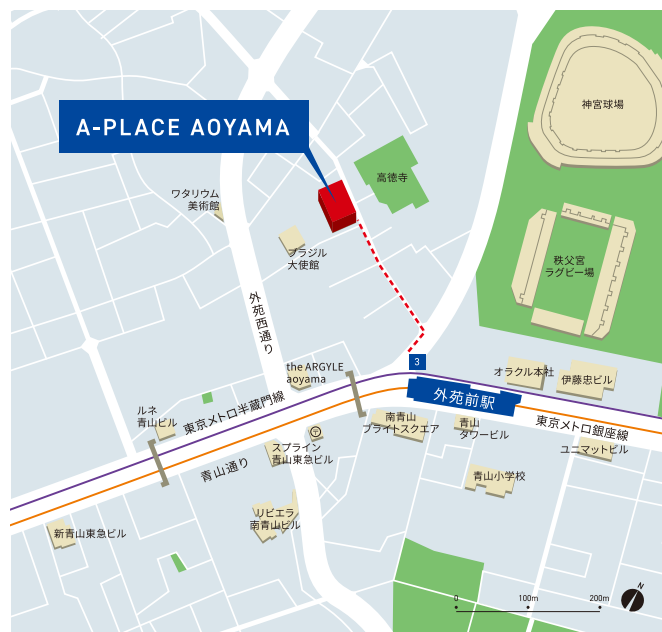 神宮球場
A-PLACE AOYAMA
高徳寺
ワタリウム
美術館
ブラジル
大使館
秩父宮
ラグビー場
外苑西通り
3
the ARGYLE
aoyama
オラクル本社
伊藤忠ビル
外苑前駅
東京メトロ半蔵門線
ルネ
青山ビル
南青山
ブライトスクエア
青山
タワービル
東京メトロ銀座線
ユニマットビル
スプライン
青山東急ビル
青山通り
青山小学校
リビエラ
南青山ビル
新青山東急ビル
0 100m 200m
N